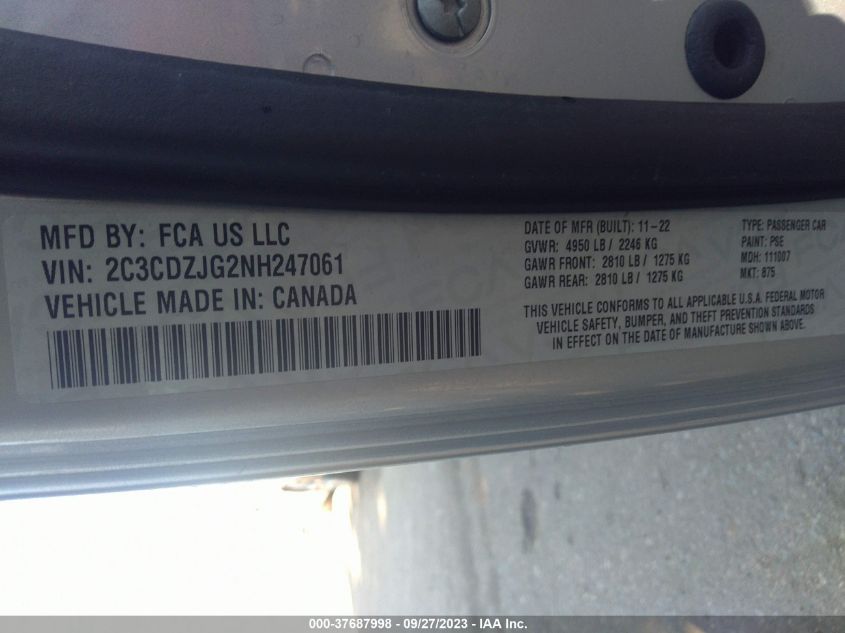 MFD BY: FCA US LLC
VIN: 2C3CDZJG2NH247061
VEHICLE MADE IN: CANADA
DATE OF MFR (BUILT): 11-22
GVWR: 4950 LB / 2246 KG
GAWR FRONT: 2810 LB / 1275 KG
GAWR REAR: 2810 LB / 1275 KG
TYPE: PASSENGER CAR
PAINT: PSE
MDH: 111007
MKT: 875
THIS VEHICLE CONFORMS TO ALL APPLICABLE U.S.A. FEDERAL MOTOR
VEHICLE SAFETY, BUMPER, AND THEFT PREVENTION STANDARDS
IN EFFECT ON THE DATE OF MANUFACTURE SHOWN ABOVE.
000-37687998 - 09/27/2023 - IAA Inc.